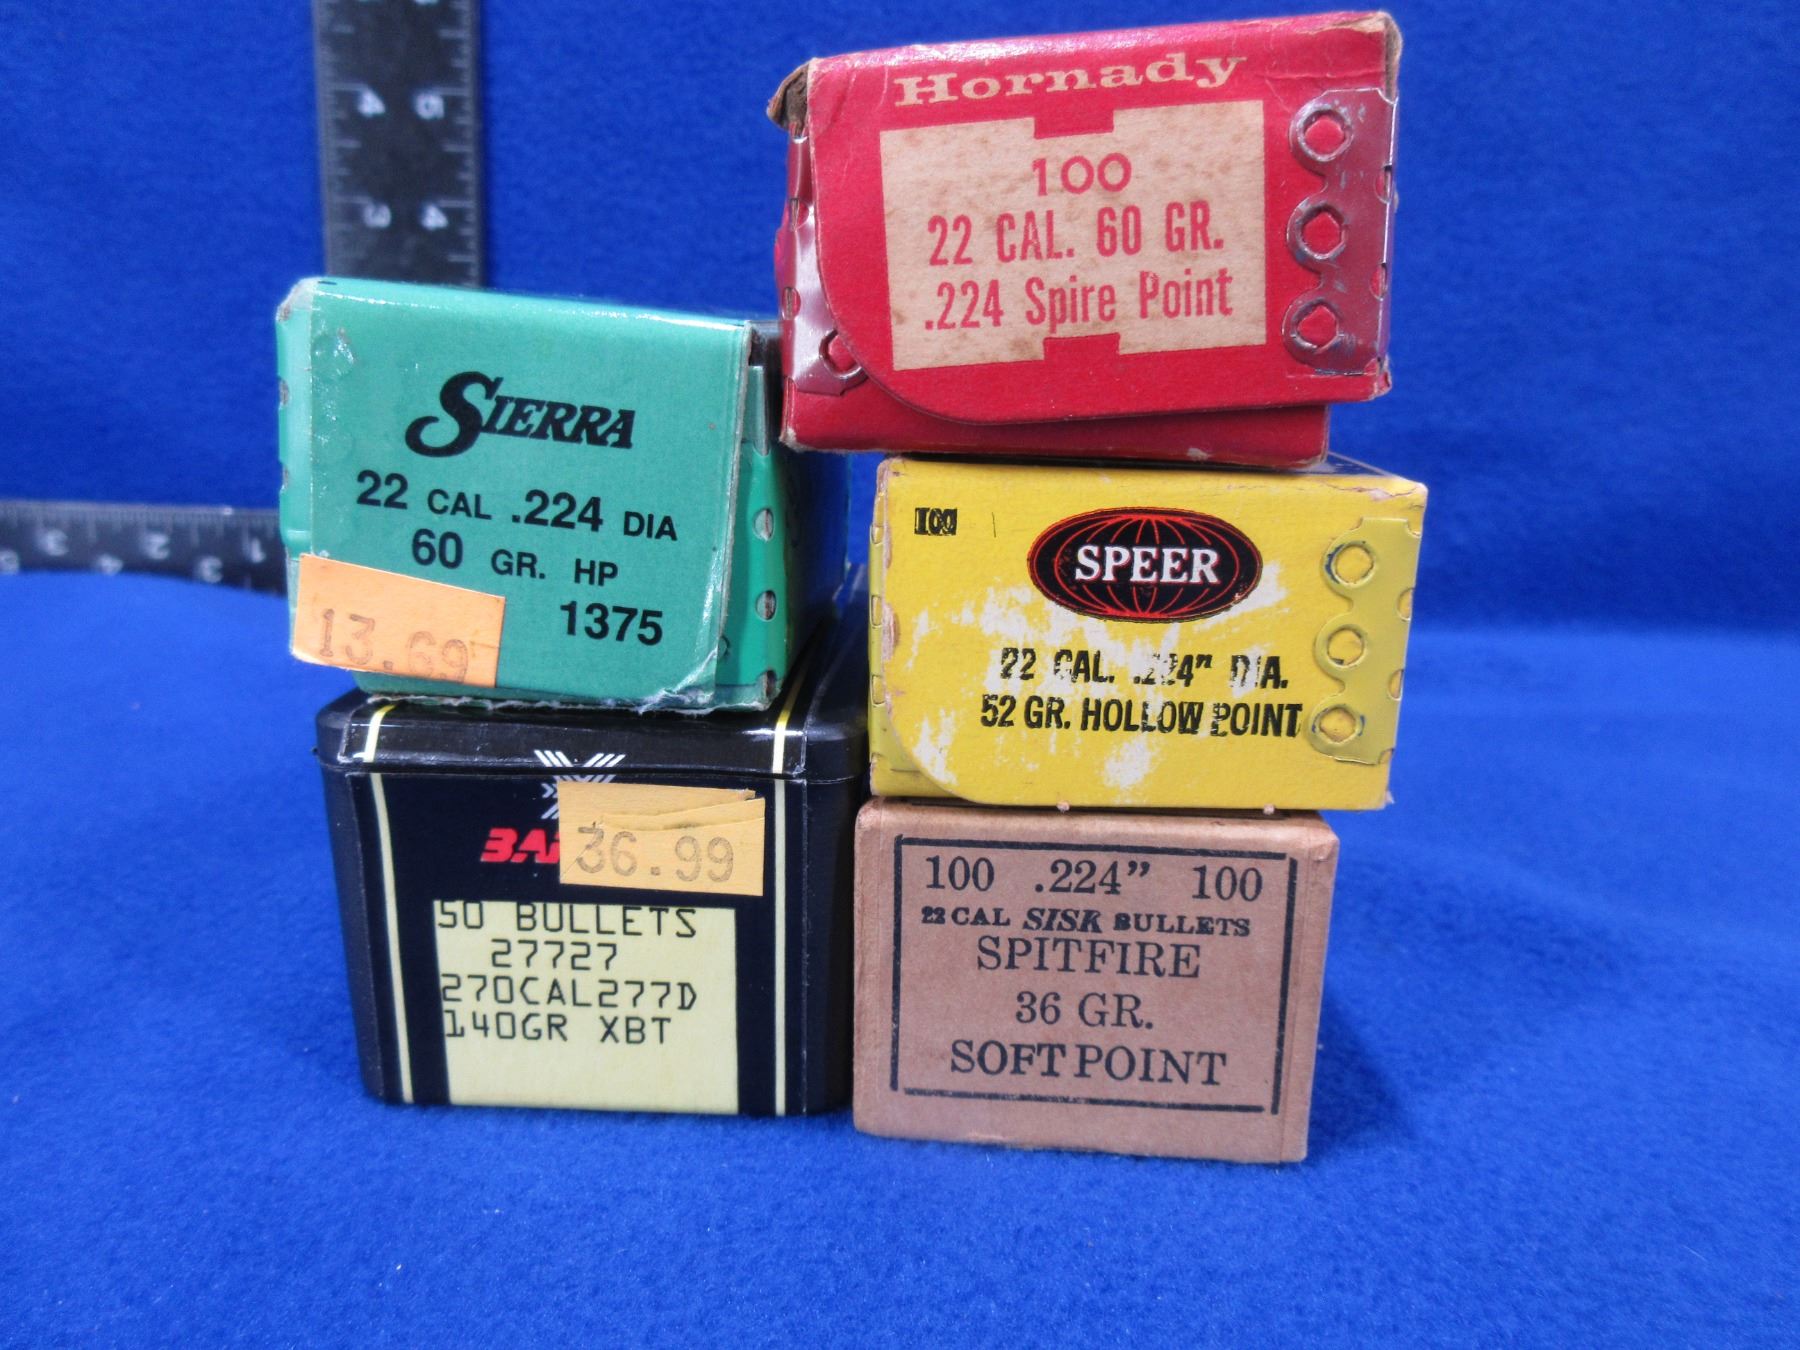 Hornady
100
22 CAL. 60 GR.
.224 Spire Point
SIERRA
22 CAL .224 DIA
60 GR. HP
1375
13.69
100
SPEER
22 CAL. .224" DIA.
52 GR. HOLLOW POINT
36.99
50 BULLETS
27727
270CAL277D
140GR XBT
100 .224" 100
22 CAL SISK BULLETS
SPITFIRE
36 GR.
SOFT POINT